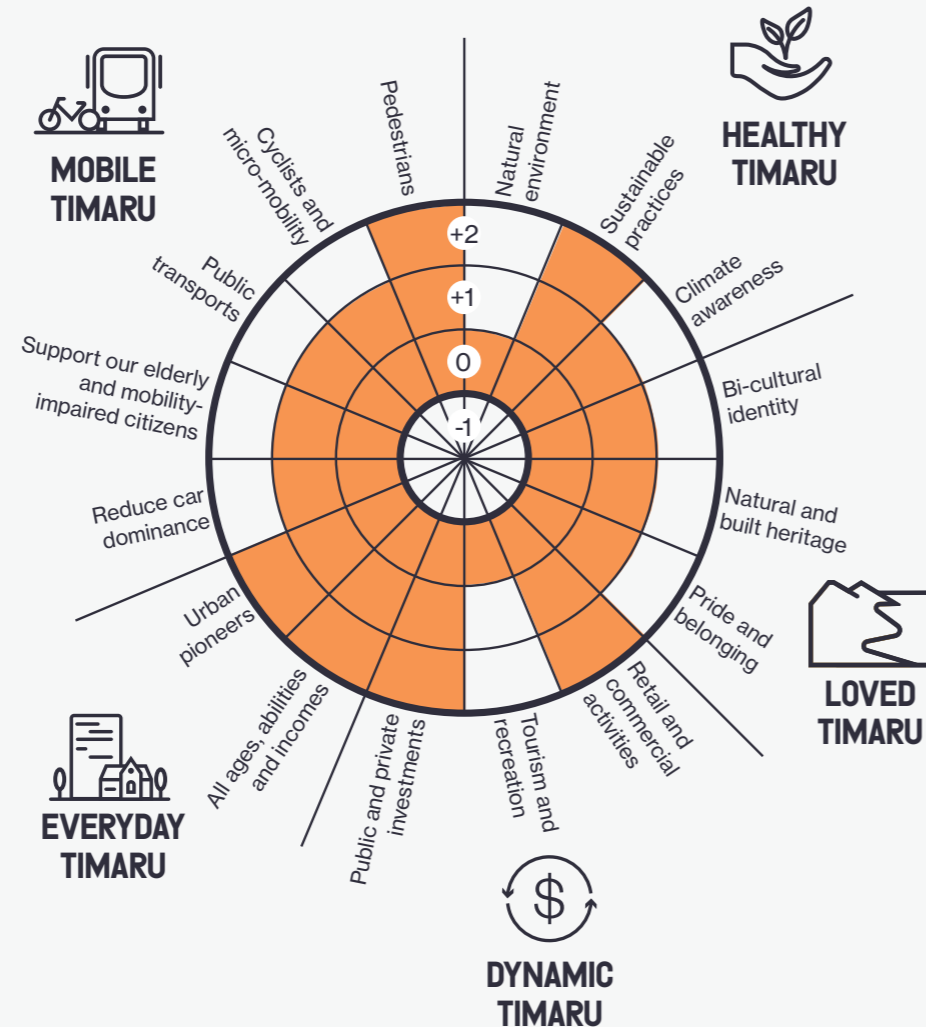 MOBILE
TIMARU
Pedestrians
Cyclists and
micro-mobility
Public
transports
Support our elderly
and mobility-
impaired citizens
Reduce car
dominance
HEALTHY
TIMARU
Natural
environment
Sustainable
practices
Climate
awareness
+2
+1
0
-1
Bi-cultural
identity
Natural and
built heritage
Pride and
belonging
LOVED
TIMARU
Retail and
commercial
activities
Tourism and
recreation
Public and private
investments
$
DYNAMIC
TIMARU
All ages, abilities
and incomes
Urban
pioneers
EVERYDAY
TIMARU